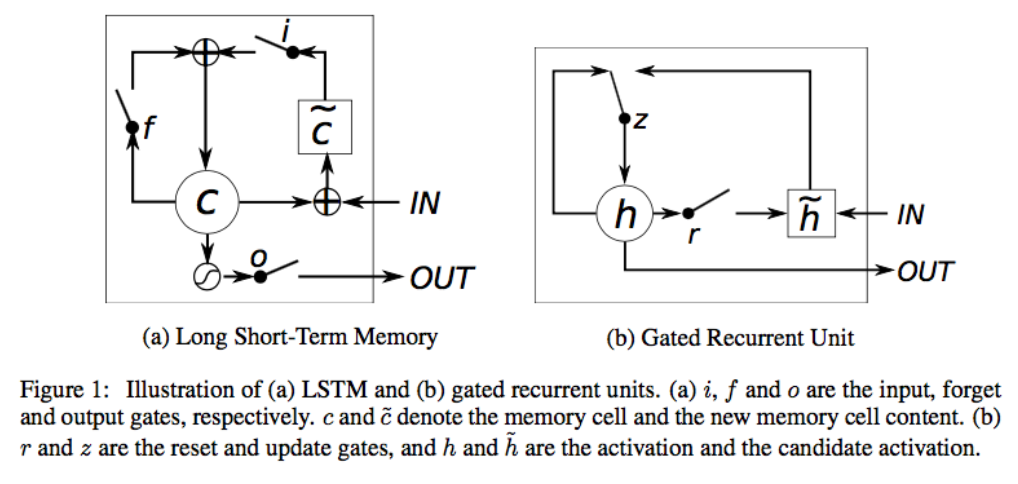 i
f
c̃
c
IN
o
OUT
z
h
r
h̃
IN
OUT
(a) Long Short-Term Memory
(b) Gated Recurrent Unit
Figure 1: Illustration of (a) LSTM and (b) gated recurrent units. (a) i, f and o are the input, forget
and output gates, respectively. c and c̃ denote the memory cell and the new memory cell content. (b)
r and z are the reset and update gates, and h and h̃ are the activation and the candidate activation.